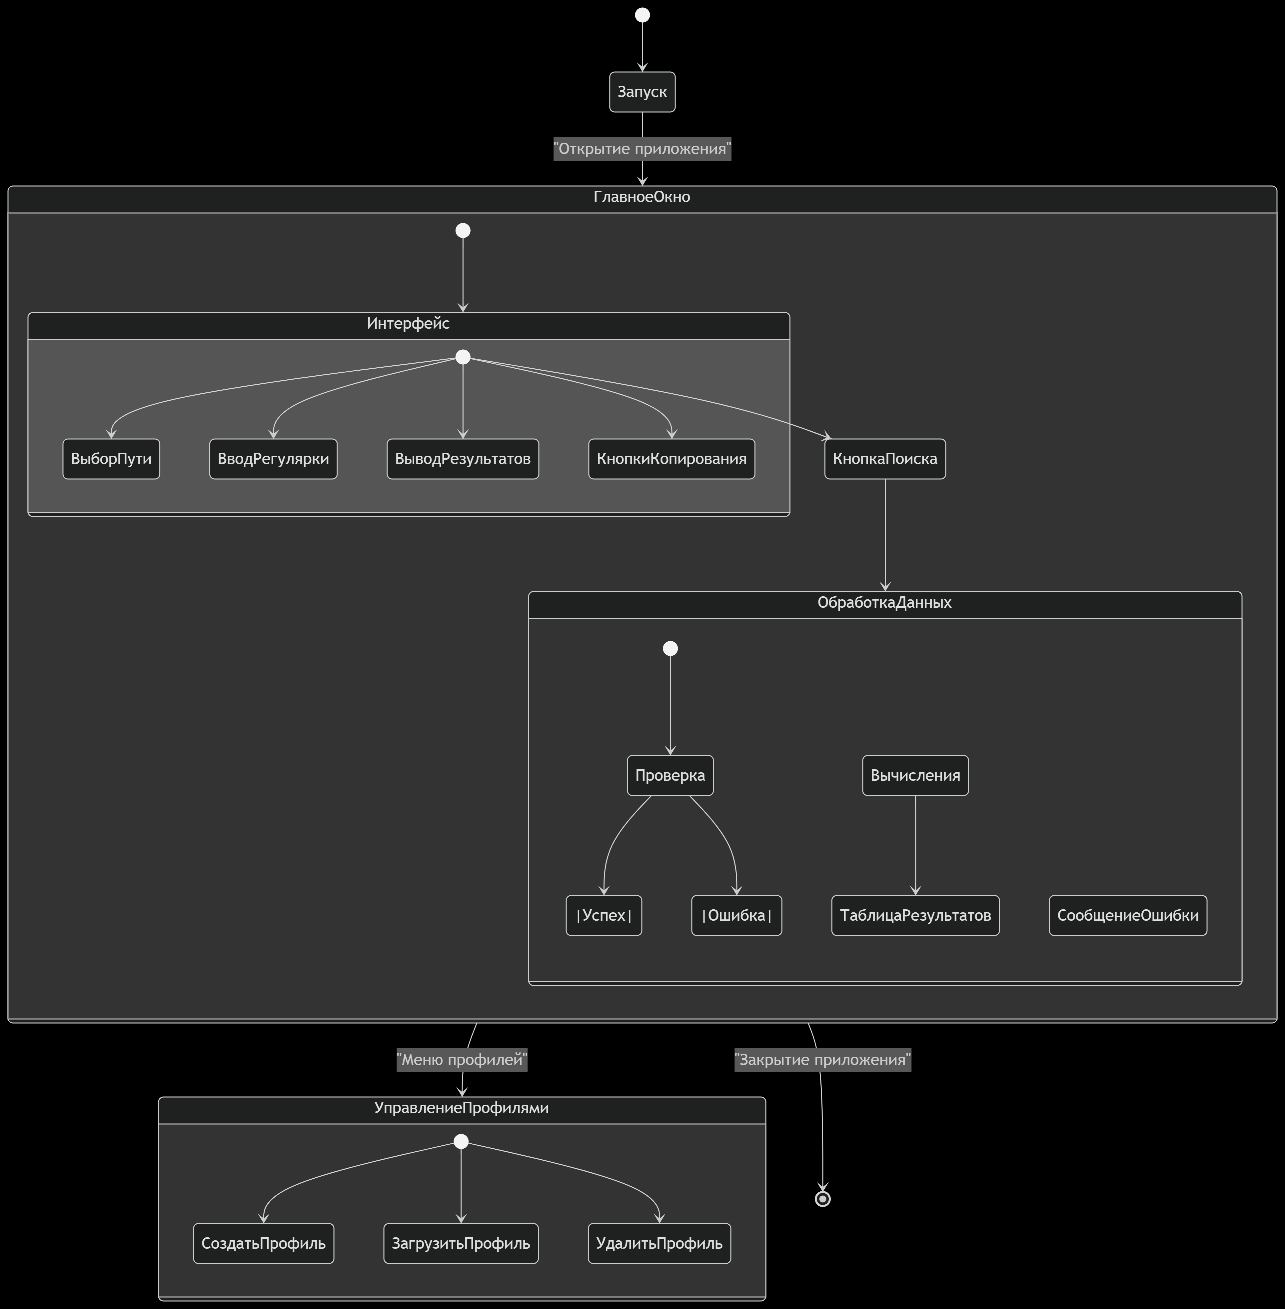 Запуск
"Открытие приложения"
ГлавноеОкно
Интерфейс
ВыборПути
ВводРегулярки
ВыводРезультатов
КнопкиКопирования
КнопкаПоиска
ОбработкаДанных
Проверка
Вычисления
|Успех|
|Ошибка|
ТаблицаРезультатов
СообщениеОшибки
"Меню профилей"
"Закрытие приложения"
УправлениеПрофилями
СоздатьПрофиль
ЗагрузитьПрофиль
УдалитьПрофиль